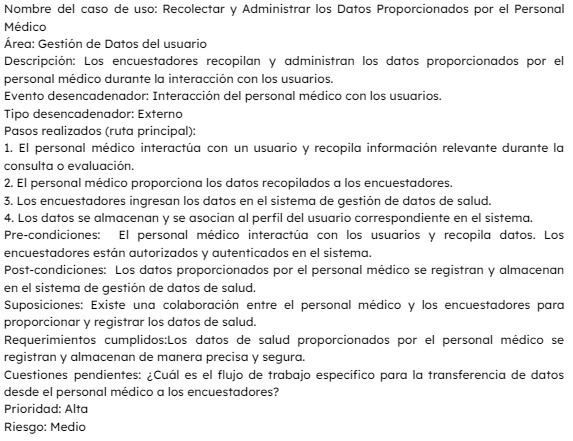 Nombre del caso de uso: Recolectar y Administrar los Datos Proporcionados por el Personal
Médico
Área: Gestión de Datos del usuario
Descripción: Los encuestadores recopilan y administran los datos proporcionados por el
personal médico durante la interacción con los usuarios.
Evento desencadenador: Interacción del personal médico con los usuarios.
Tipo desencadenador: Externo
Pasos realizados (ruta principal):
1. El personal médico interactúa con un usuario y recopila información relevante durante la
consulta o evaluación.
2. El personal médico proporciona los datos recopilados a los encuestadores.
3. Los encuestadores ingresan los datos en el sistema de gestión de datos de salud.
4. Los datos se almacenan y se asocian al perfil del usuario correspondiente en el sistema.
Pre-condiciones: El personal médico interactúa con los usuarios y recopila datos. Los
encuestadores están autorizados y autenticados en el sistema.
Post-condiciones: Los datos proporcionados por el personal médico se registran y almacenan
en el sistema de gestión de datos de salud.
Suposiciones: Existe una colaboración entre el personal médico y los encuestadores para
proporcionar y registrar los datos de salud.
Requerimientos cumplidos:Los datos de salud proporcionados por el personal médico se
registran y almacenan de manera precisa y segura.
Cuestiones pendientes: ¿Cuál es el flujo de trabajo específico para la transferencia de datos
desde el personal médico a los encuestadores?
Prioridad: Alta
Riesgo: Medio